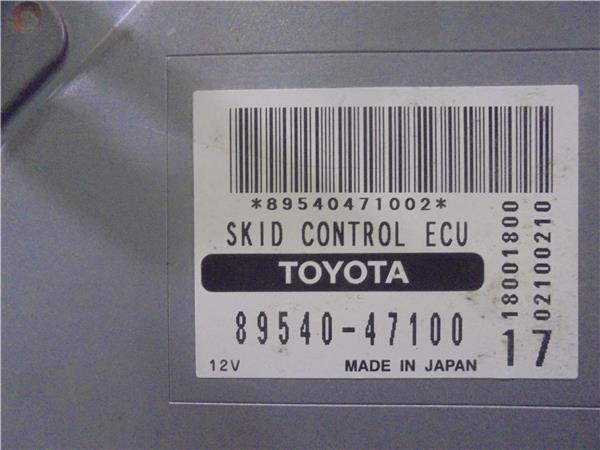 *89540471002*
SKID CONTROL ECU
TOYOTA
89540-47100
12V MADE IN JAPAN
18001800
02100210
17